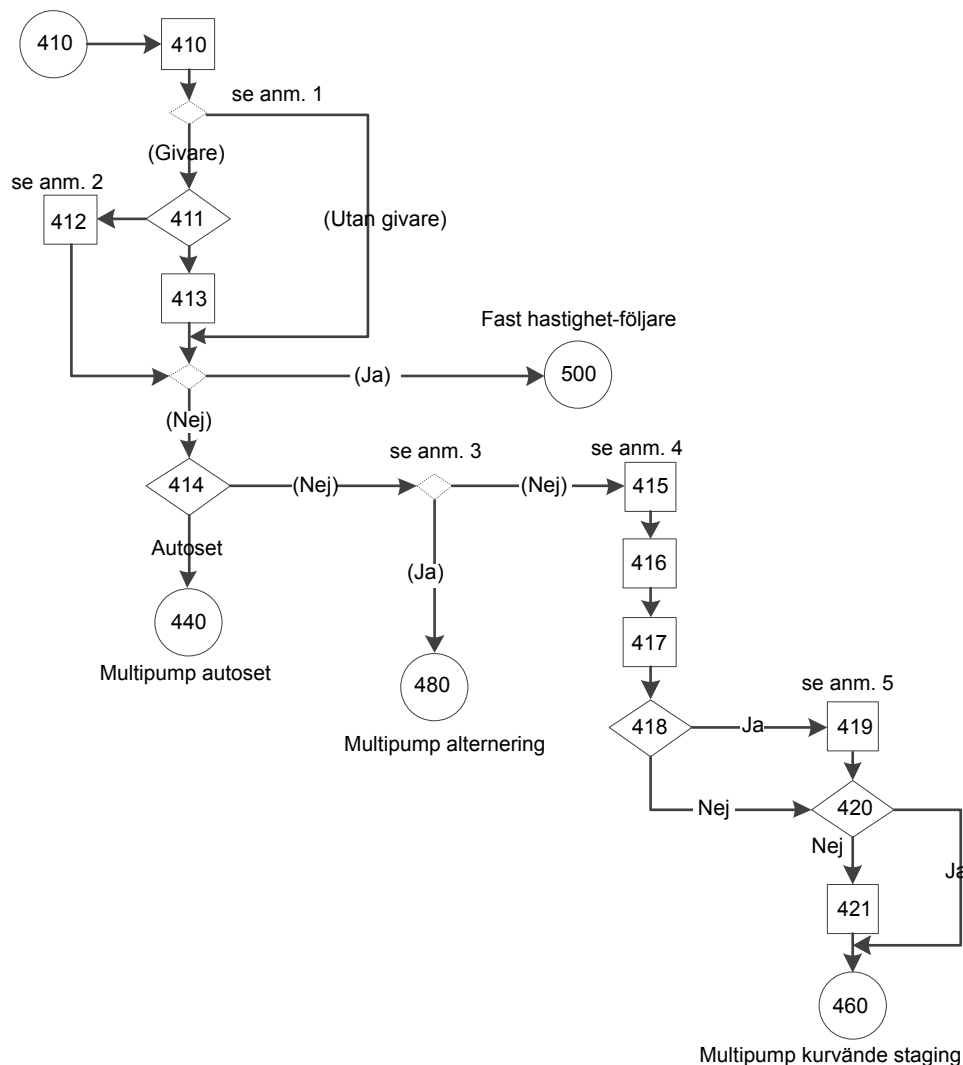 410
410
se anm. 1
(Givare)
se anm. 2
412
411
(Utan givare)
413
Fast hastighet-följare
(Ja)
500
(Nej)
se anm. 3
se anm. 4
414
(Nej)
(Nej)
415
Autoset
(Ja)
416
440
417
Multipump autoset
480
se anm. 5
418
Ja
419
Multipump alternering
Nej
420
Nej
Ja
421
460
Multipump kurvände staging